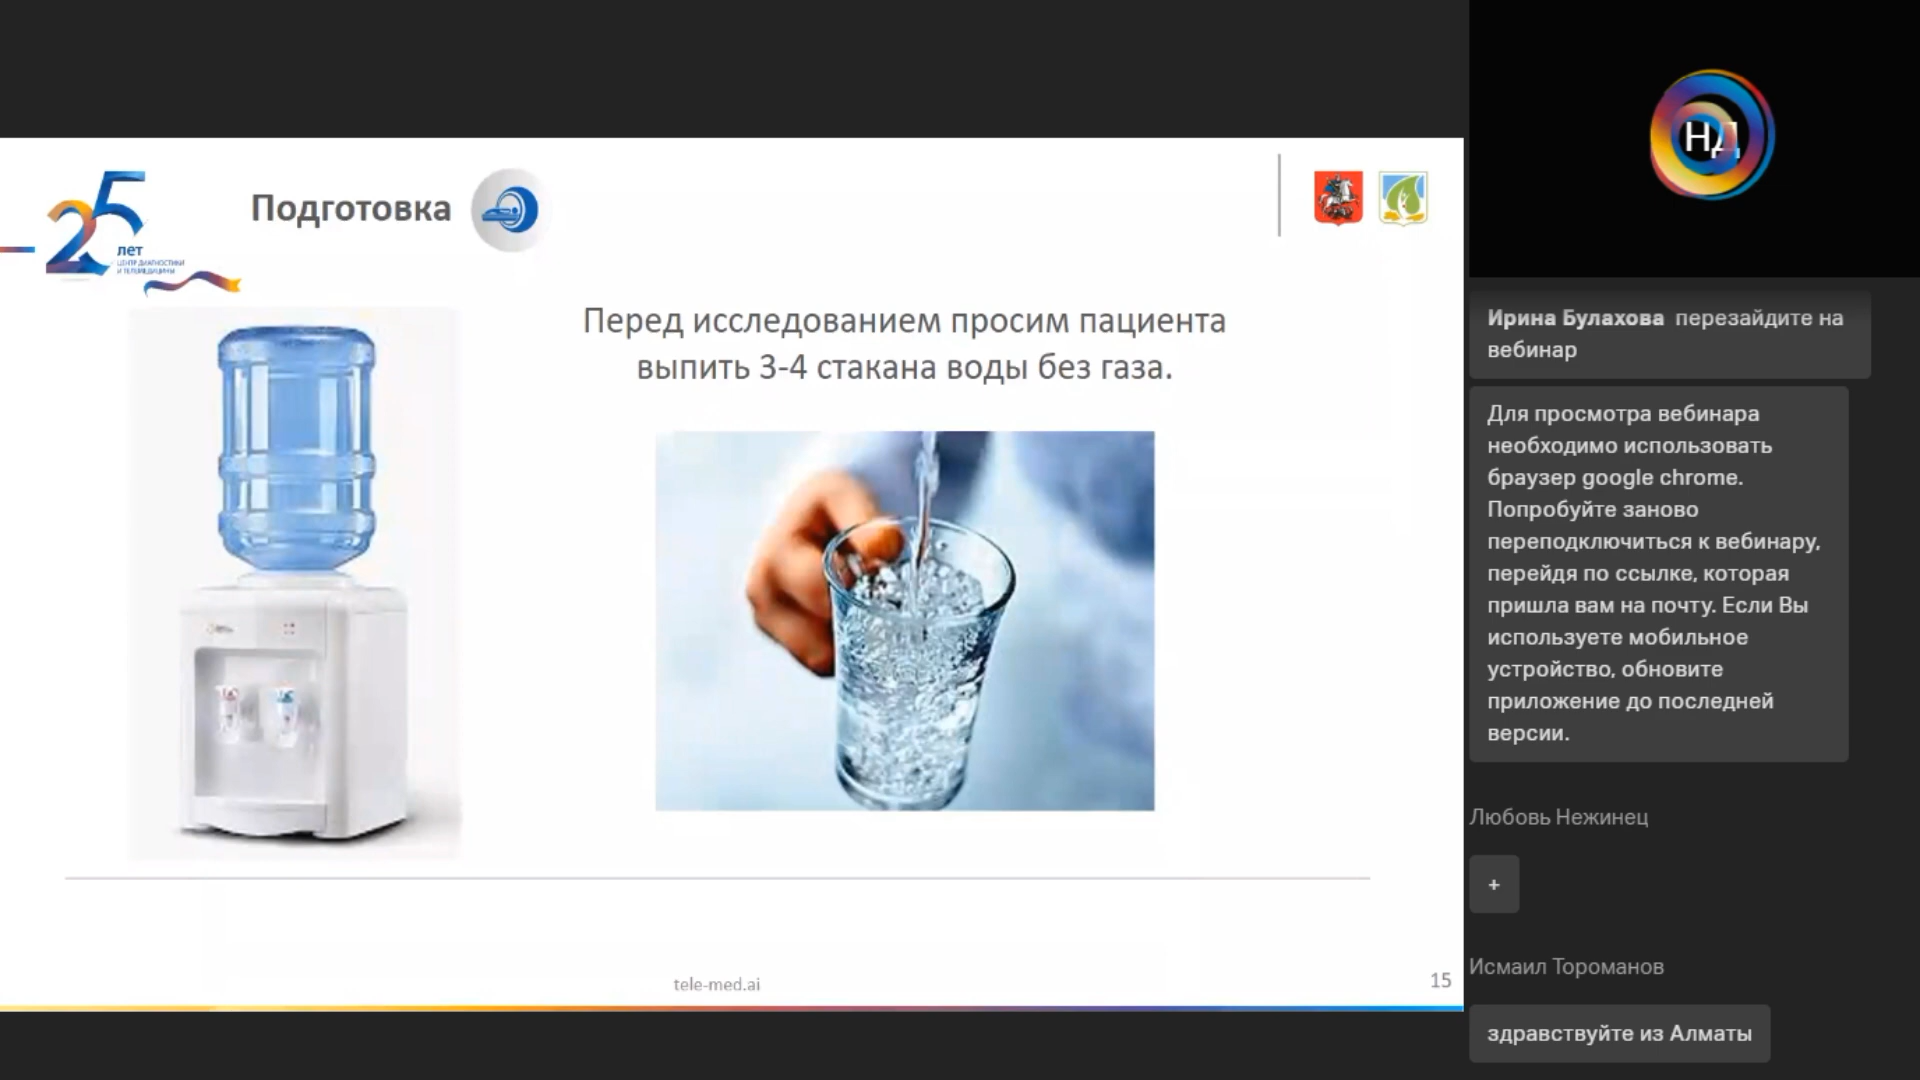 25
лет
ЦЕНТР ДИАГНОСТИКИ
И ТЕЛЕМЕДИЦИНЫ
Подготовка
Перед исследованием просим пациента
выпить 3-4 стакана воды без газа.
tele-med.ai
15
НД
Ирина Булахова перезайдите на
вебинар
Для просмотра вебинара
необходимо использовать
браузер google chrome.
Попробуйте заново
переподключиться к вебинару,
перейдя по ссылке, которая
пришла вам на почту. Если Вы
используете мобильное
устройство, обновите
приложение до последней
версии.
Любовь Нежинец
+
Исмаил Тороманов
здравствуйте из Алматы